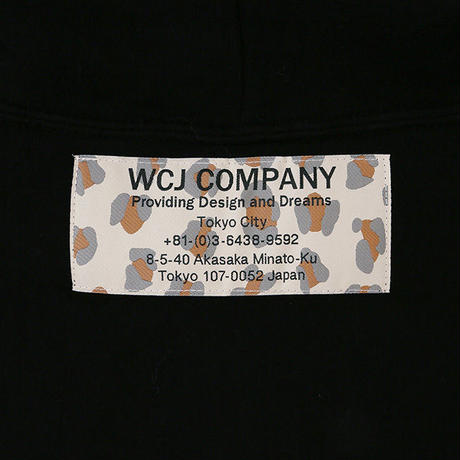 WCJ COMPANY
Providing Design and Dreams
Tokyo City
+81-(0)3-6438-9592
8-5-40 Akasaka Minato-Ku
Tokyo 107-0052 Japan